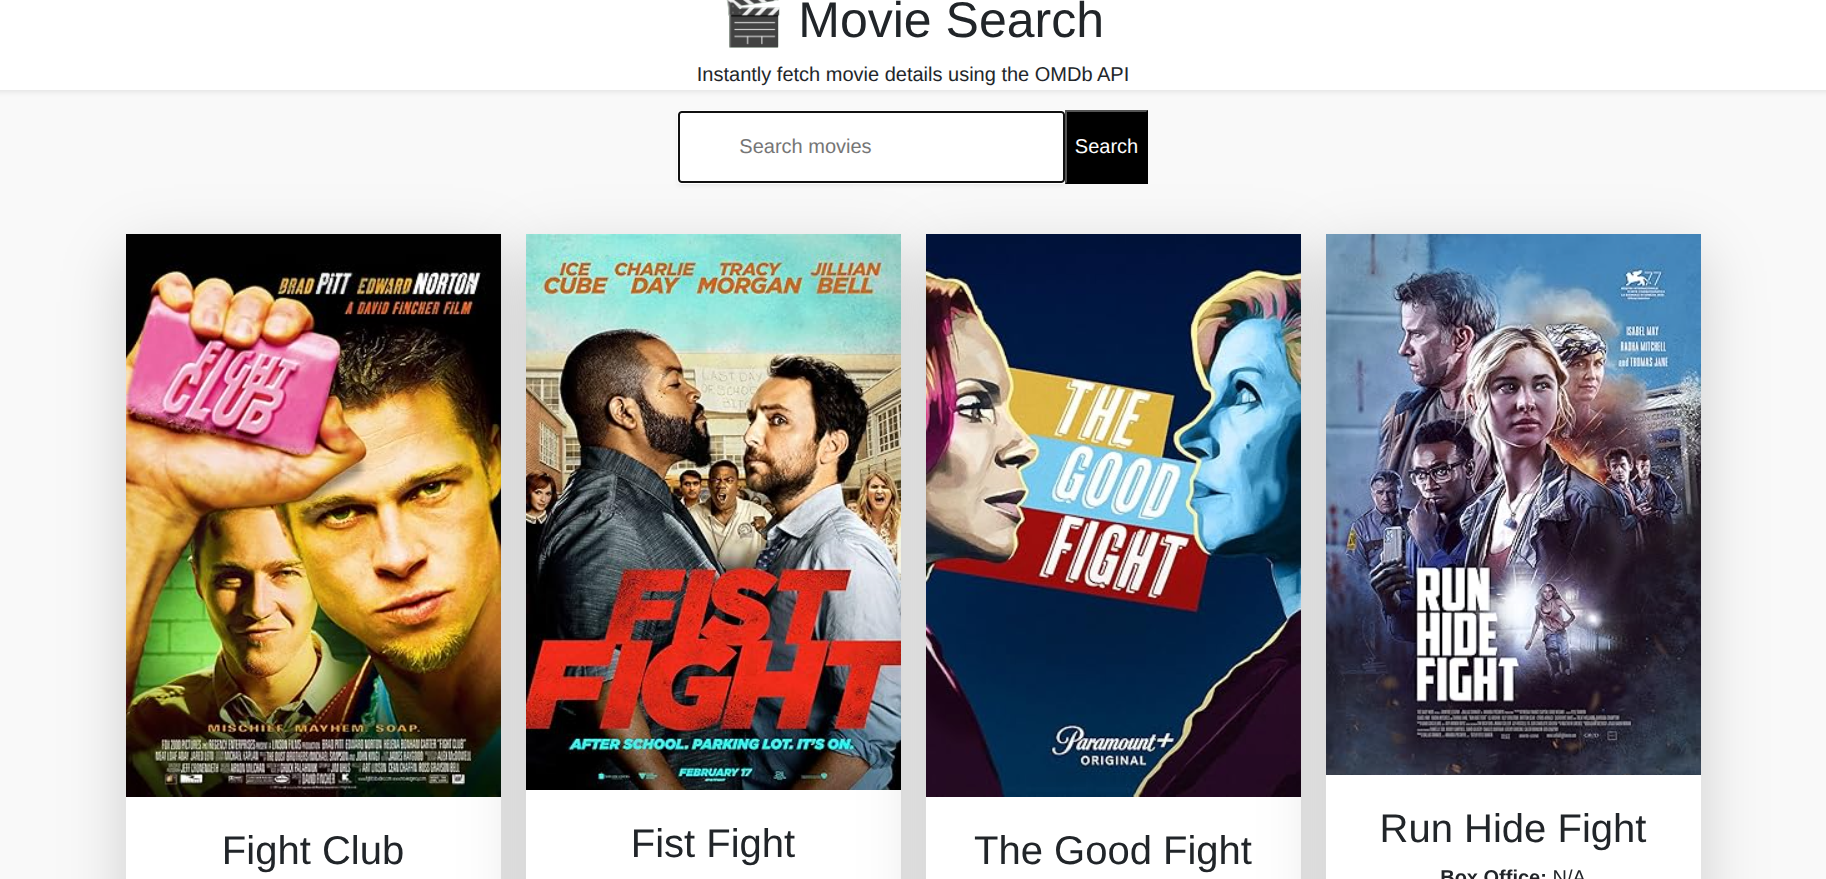 Movie Search
Instantly fetch movie details using the OMDb API
Search movies
Search
BRAD PITT EDWARD NORTON
A DAVID FINCHER FILM
FIGHT
CLUB
MISCHIEF. MAYHEM. SOAP.
ICE CUBE
CHARLIE DAY
TRACY MORGAN
JILLIAN BELL
LAST DAY
FIST
FIGHT
AFTER SCHOOL. PARKING LOT. IT'S ON.
FEBRUARY 17
THE
GOOD
FIGHT
Paramount+
ORIGINAL
77
ISABEL MAY
RADHA MITCHELL
and THOMAS JANE
RUN
HIDE
FIGHT
Fight Club
Fist Fight
The Good Fight
Run Hide Fight
Box Office: N/A